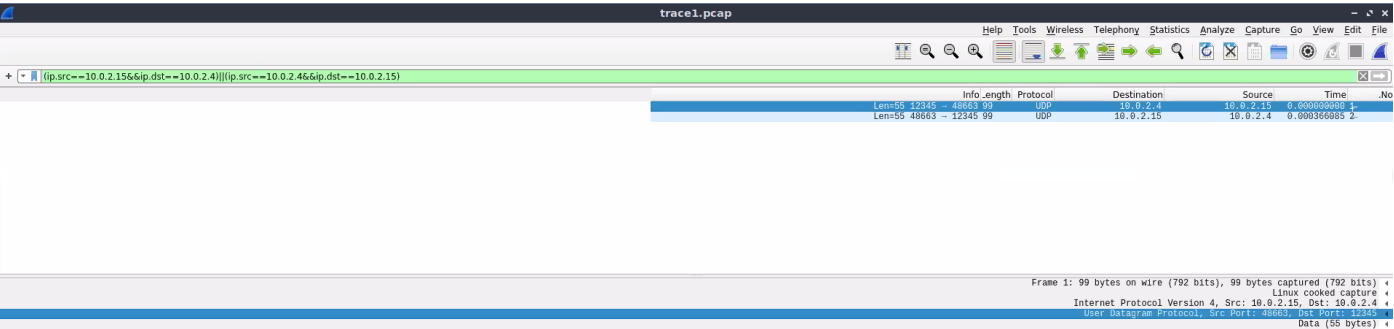 trace1.pcap
Help Tools Wireless Telephony Statistics Analyze Capture Go View Edit File
(ip.src==10.0.2.15&&ip.dst==10.0.2.4)||(ip.src==10.0.2.4&&ip.dst==10.0.2.15)
Info Length Protocol Destination Source Time .No
Len=55 12345 → 48663 99 UDP 10.0.2.4 10.0.2.15 0.000000000 1
Len=55 48663 → 12345 99 UDP 10.0.2.15 10.0.2.4 0.000366085 2
Frame 1: 99 bytes on wire (792 bits), 99 bytes captured (792 bits)
Linux cooked capture
Internet Protocol Version 4, Src: 10.0.2.15, Dst: 10.0.2.4
User Datagram Protocol, Src Port: 48663, Dst Port: 12345
Data (55 bytes)